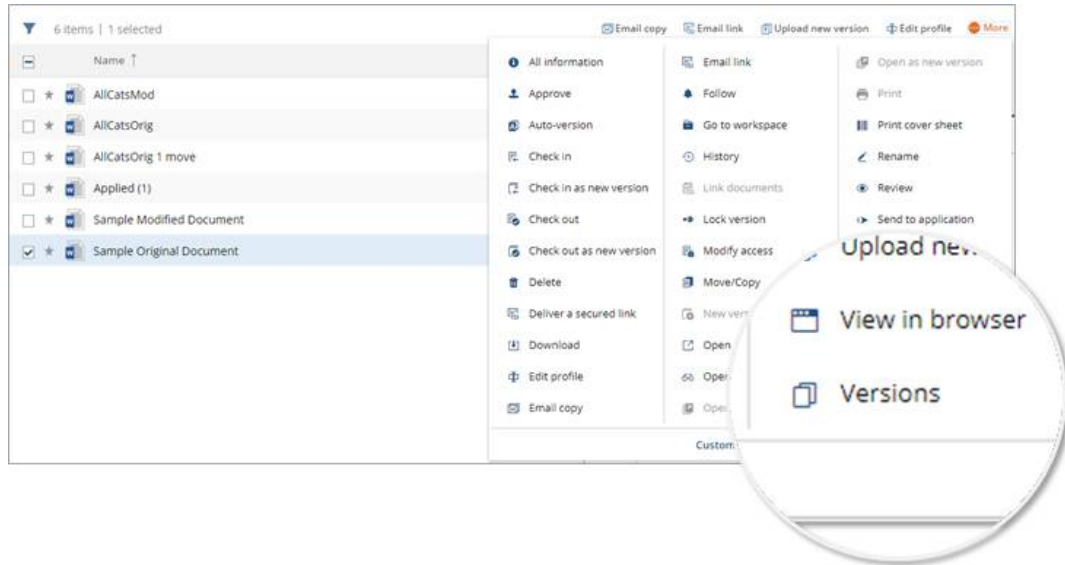 6 items | 1 selected
Email copy Email link Upload new version Edit profile More
Name ↑
AllCatsMod
AllCatsOrig
AllCatsOrig 1 move
Applied (1)
Sample Modified Document
Sample Original Document
All information
Approve
Auto-version
Check in
Check in as new version
Check out
Check out as new version
Delete
Deliver a secured link
Download
Edit profile
Email copy
Email link
Follow
Go to workspace
History
Link documents
Lock version
Modify access
Move/Copy
New
Open
Open as new version
Print
Print cover sheet
Rename
Review
Send to application
Upload
View in browser
Versions